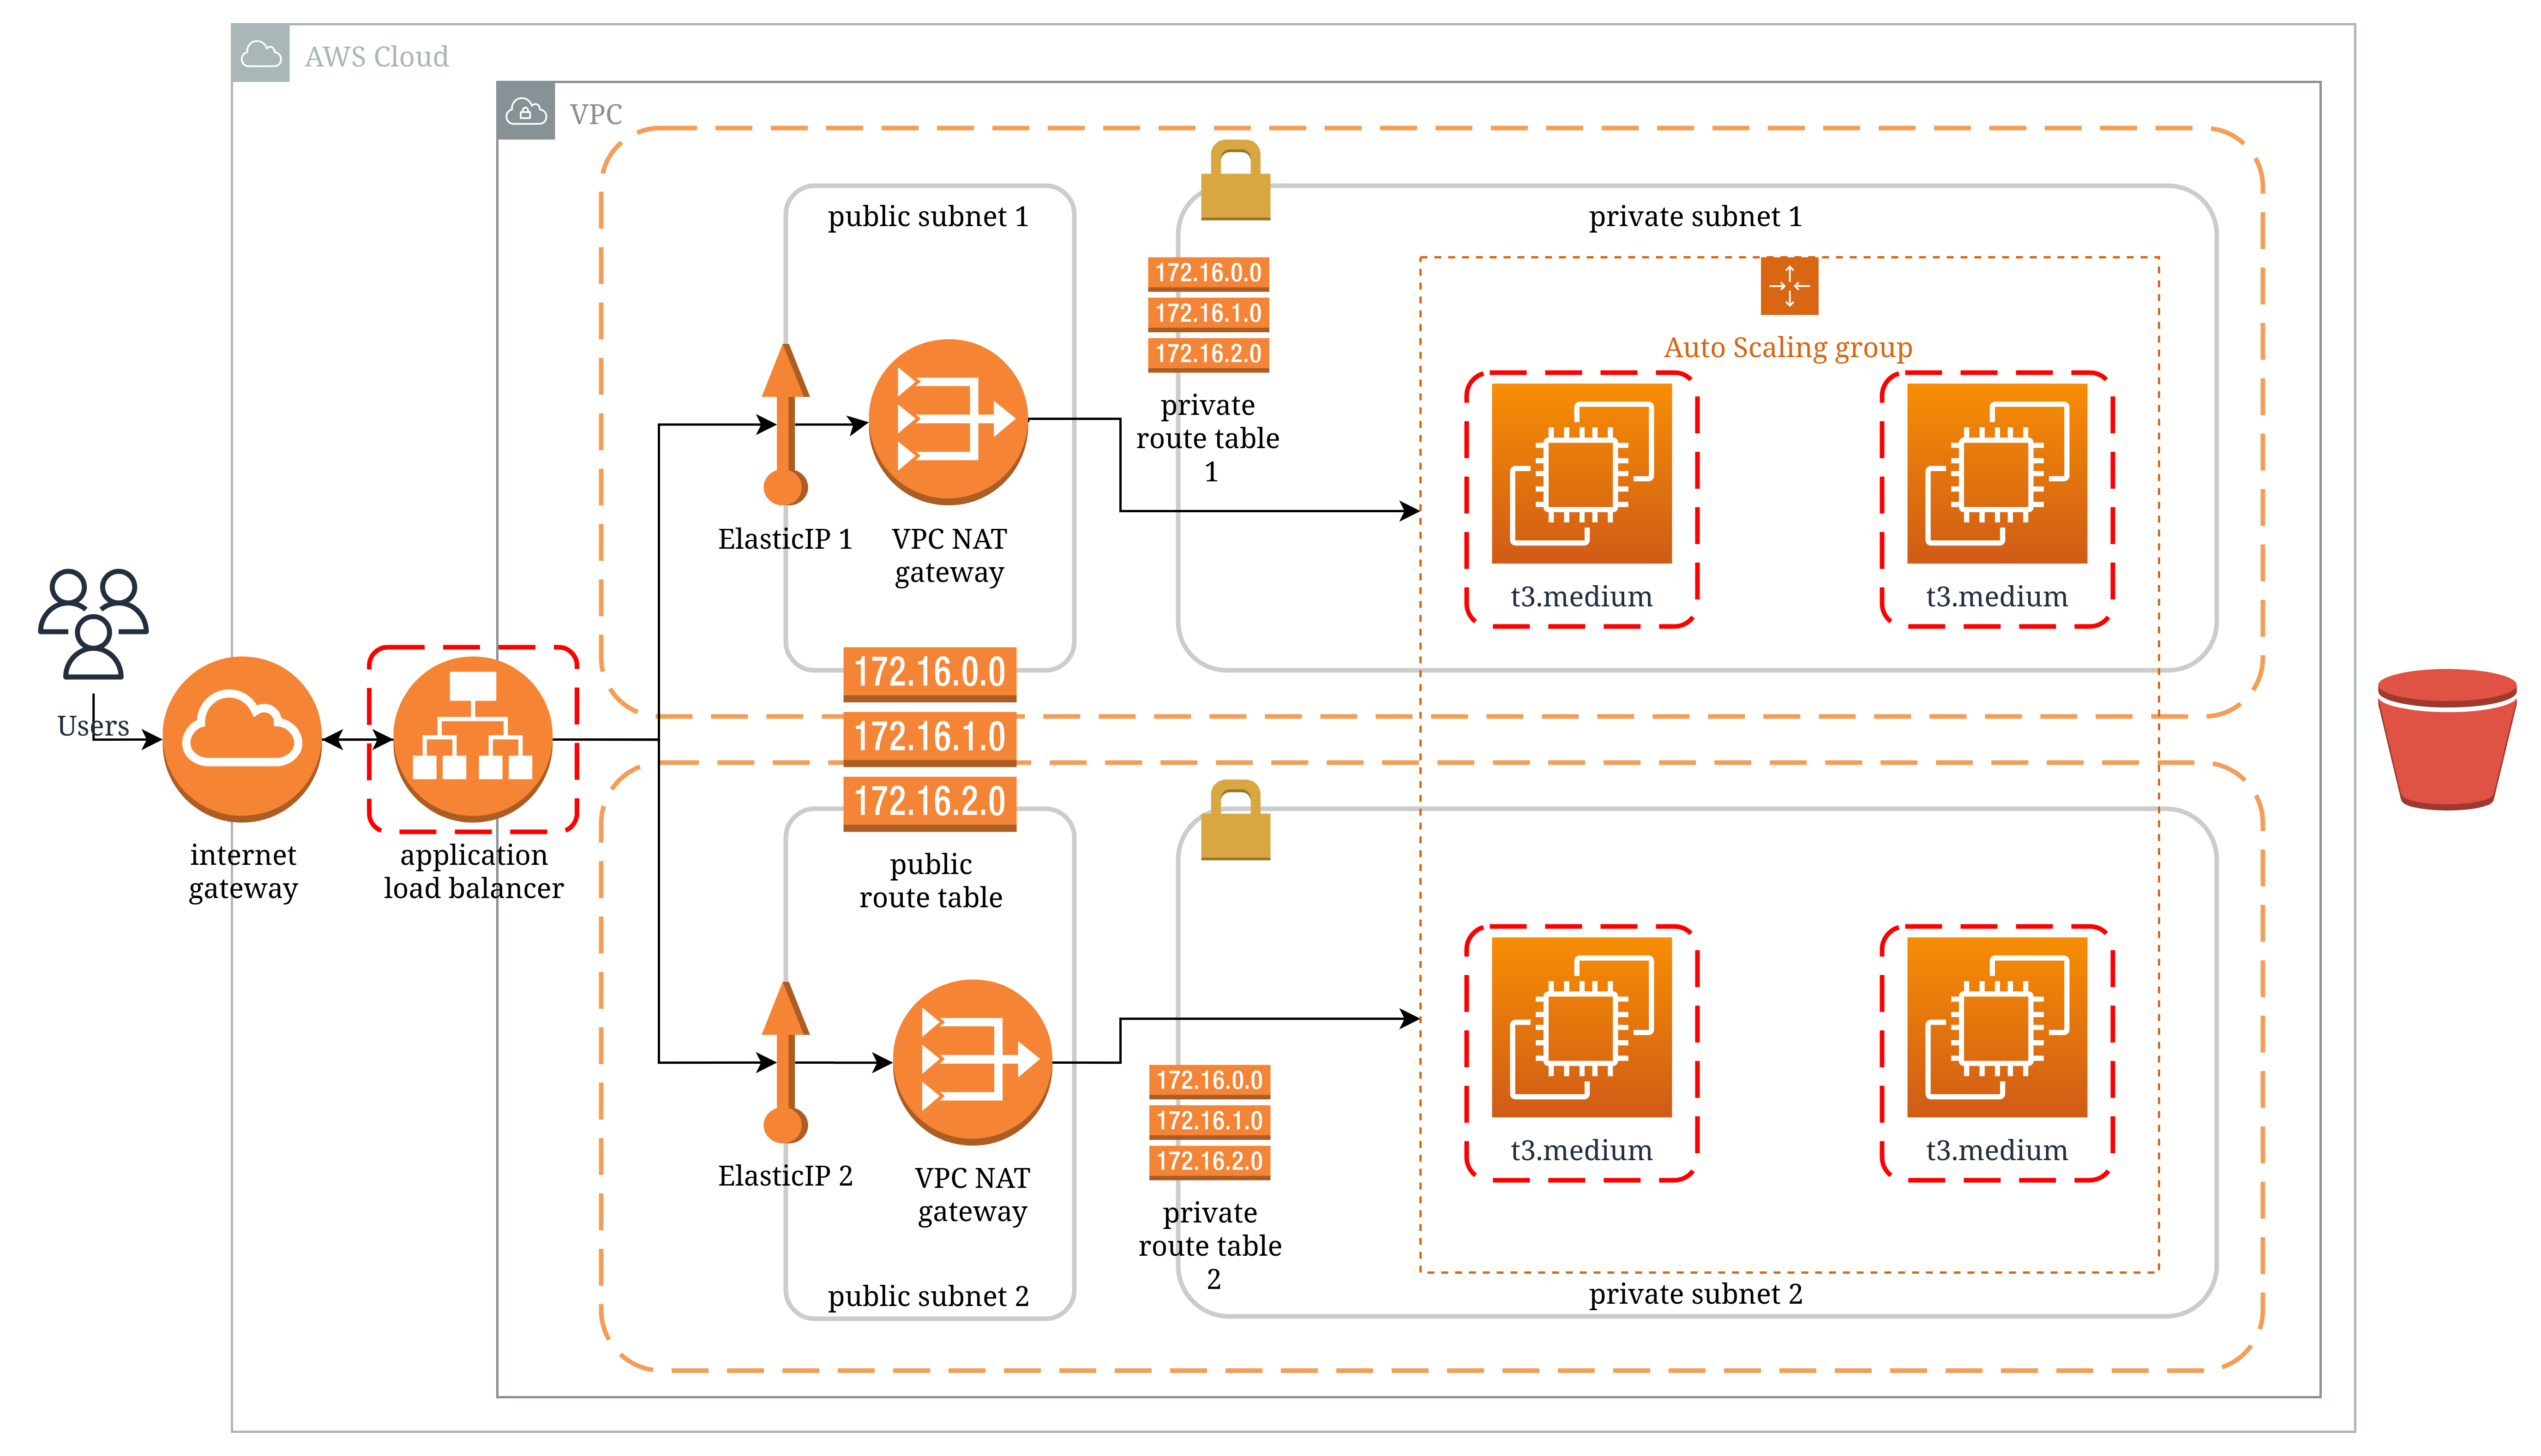 AWS Cloud
VPC
public subnet 1
private subnet 1
172.16.0.0
172.16.1.0
172.16.2.0
private
route table
1
Auto Scaling group
ElasticIP 1
VPC NAT
gateway
t3.medium
t3.medium
Users
internet
gateway
application
load balancer
172.16.0.0
172.16.1.0
172.16.2.0
public
route table
ElasticIP 2
VPC NAT
gateway
public subnet 2
172.16.0.0
172.16.1.0
172.16.2.0
private
route table
2
t3.medium
t3.medium
private subnet 2